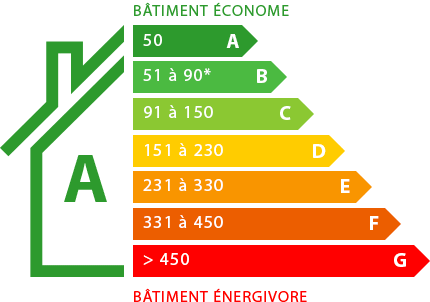 BÂTIMENT ÉCONOME
50 A
51 à 90* B
91 à 150 C
151 à 230 D
A
231 à 330 E
331 à 450 F
> 450 G
BÂTIMENT ÉNERGIVORE